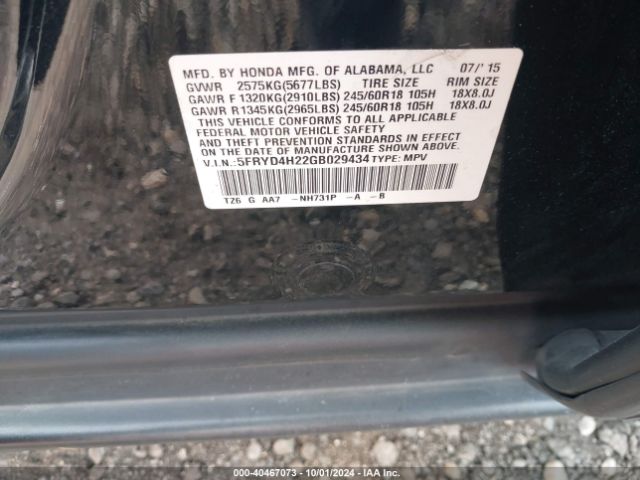 MFD. BY HONDA MFG. OF ALABAMA, LLC 07/'15
GVWR 2575KG(5677LBS) TIRE SIZE RIM SIZE
GAWR F 1320KG(2910LBS) 245/60R18 105H 18X8.0J
GAWR R1345KG(2965LBS) 245/60R18 105H 18X8.0J
THIS VEHICLE CONFORMS TO ALL APPLICABLE
FEDERAL MOTOR VEHICLE SAFETY
AND THEFT PREVENTION STANDARDS IN EFFECT
ON THE DATE OF MANUFACTURE SHOWN ABOVE.
V.I.N.:5FRYD4H22GB029434 TYPE: MPV
TZ6 G AA7 -NH731P -A -B
000-40467073 - 10/01/2024 - IAA Inc.